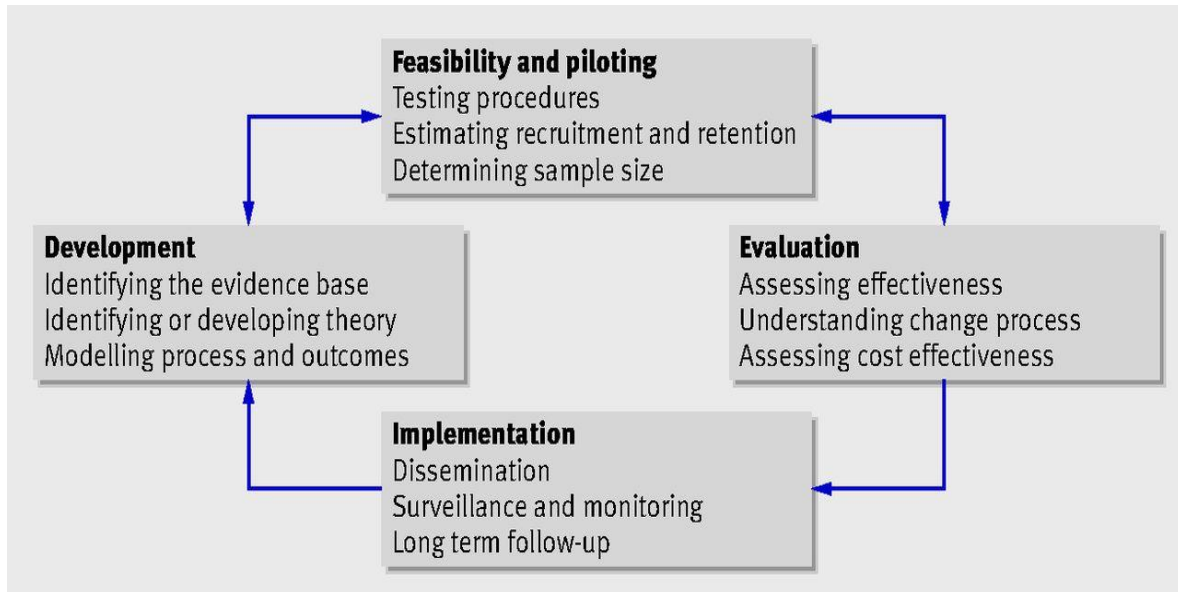 Feasibility and piloting
Testing procedures
Estimating recruitment and retention
Determining sample size
Development
Identifying the evidence base
Identifying or developing theory
Modelling process and outcomes
Evaluation
Assessing effectiveness
Understanding change process
Assessing cost effectiveness
Implementation
Dissemination
Surveillance and monitoring
Long term follow-up